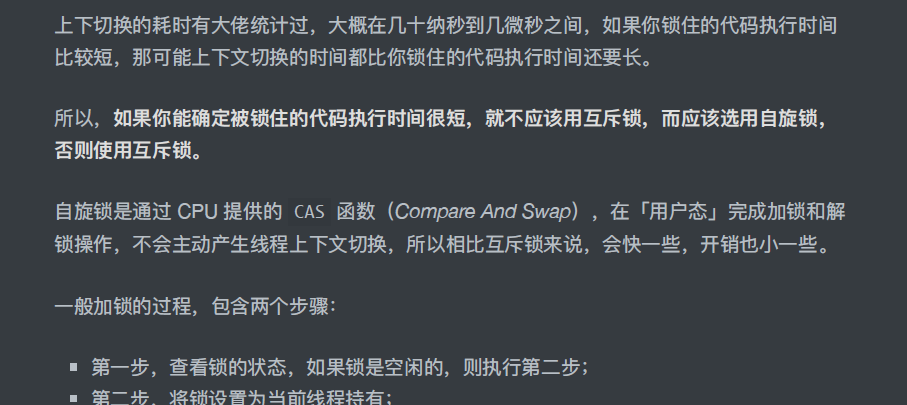 上下切换的耗时有大佬统计过，大概在几十纳秒到几微秒之间，如果你锁住的代码执行时间
比较短，那可能上下文切换的时间都比你锁住的代码执行时间还要长。
所以，如果你能确定被锁住的代码执行时间很短，就不应该用互斥锁，而应该选用自旋锁，
否则使用互斥锁。
自旋锁是通过 CPU 提供的 CAS 函数（Compare And Swap），在「用户态」完成加锁和解
锁操作，不会主动产生线程上下文切换，所以相比互斥锁来说，会快一些，开销也小一些。
一般加锁的过程，包含两个步骤：
▪ 第一步，查看锁的状态，如果锁是空闲的，则执行第二步；
▪ 第二步，将锁设置为当前线程持有；